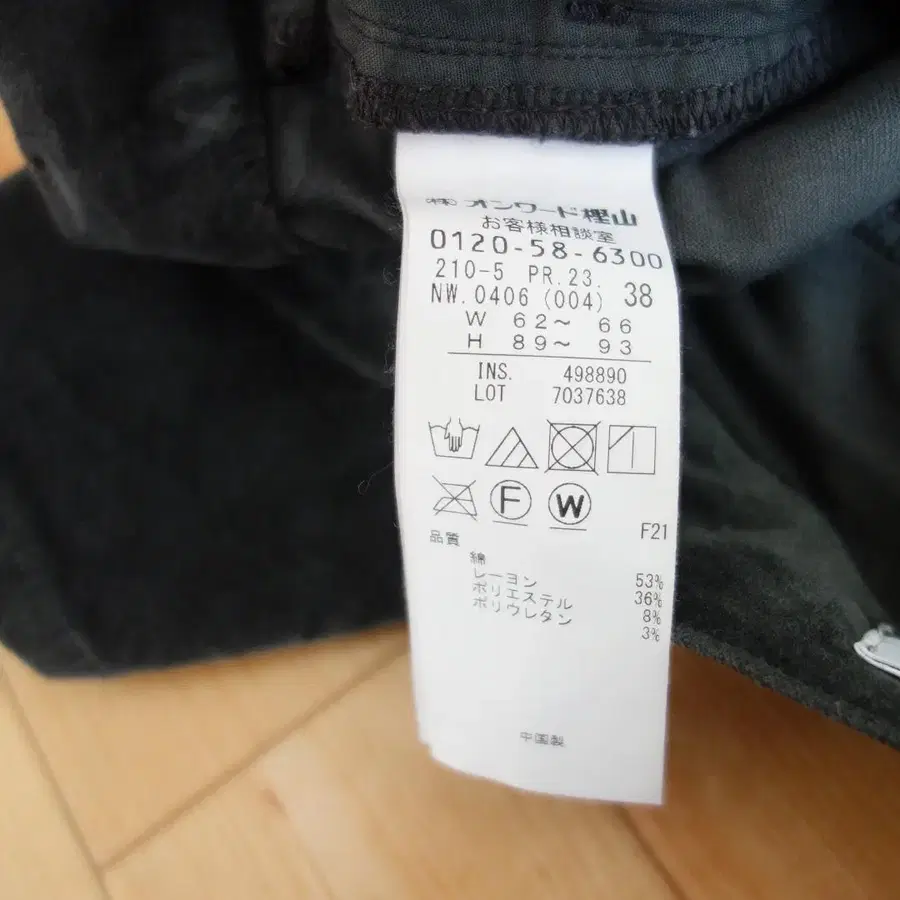 ㈱オンワード樫山
お客様相談室
0120-58-6300
210-5 PR.23. 38
NW.0406 (004)
W 62～ 66
H 89～ 93
INS. 498890
LOT 7037638
F
W
F21
品質
綿 53%
レーヨン 36%
ポリエステル 8%
ポリウレタン 3%
中国製